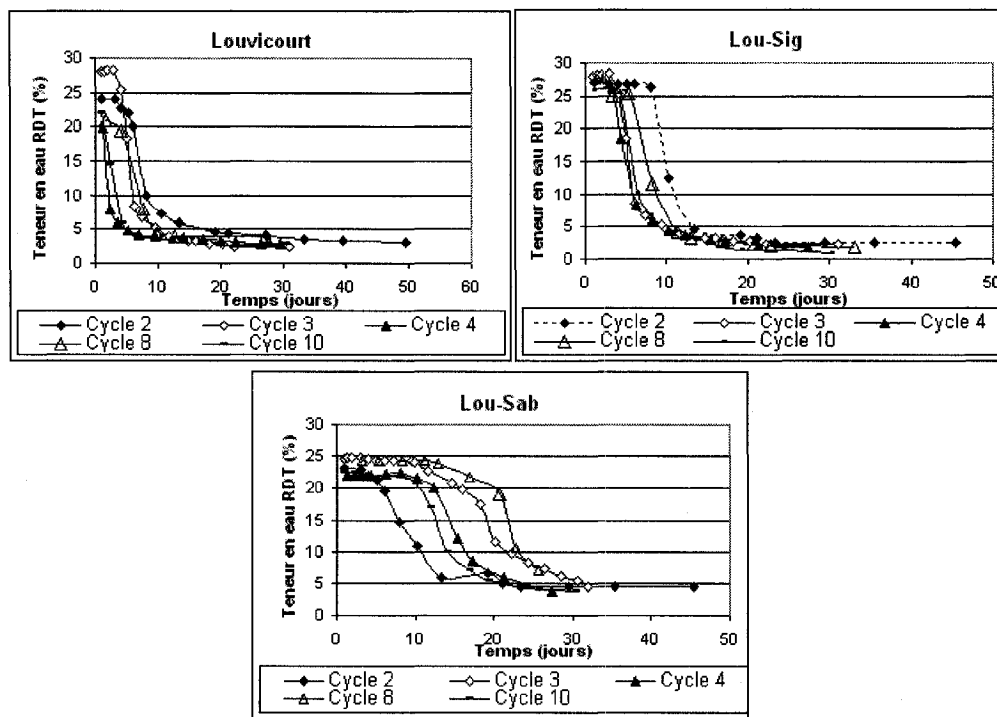 Louvicourt
Teneur en eau RDT (%)
30
25
20
15
10
5
0
0 10 20 30 40 50 60
Temps (jours)
Cycle 2 Cycle 3 Cycle 4
Cycle 8 Cycle 10
Lou-Sig
Teneur en eau RDT (%)
30
25
20
15
10
5
0
0 10 20 30 40 50
Temps (jours)
Cycle 2 Cycle 3 Cycle 4
Cycle 8 Cycle 10
Lou-Sab
Teneur en eau RDT (%)
30
25
20
15
10
5
0
0 10 20 30 40 50
Temps (jours)
Cycle 2 Cycle 3 Cycle 4
Cycle 8 Cycle 10